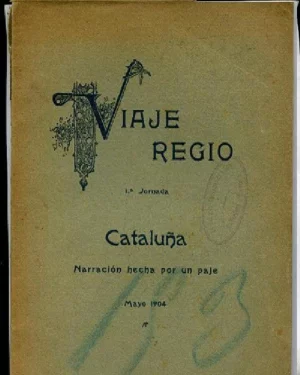 VIAJE
REGIO
1.ª Jornada
Cataluña
Narración hecha por un paje
Mayo 1904